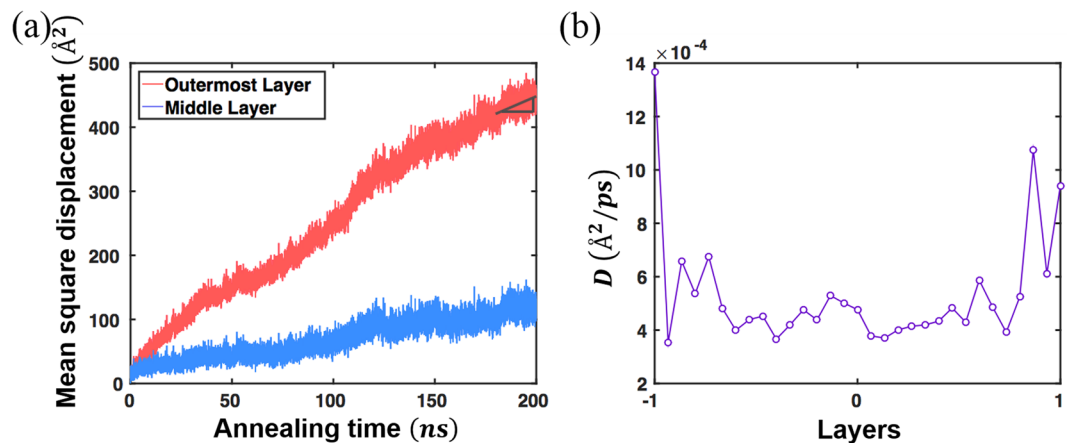 (a)
Mean square displacement (Å²)
500
400
300
200
100
0
Outermost Layer
Middle Layer
0 50 100 150 200
Annealing time (ns)
(b)
×10⁻⁴
14
12
10
8
6
4
2
D (Å²/ps)
-1 0 1
Layers